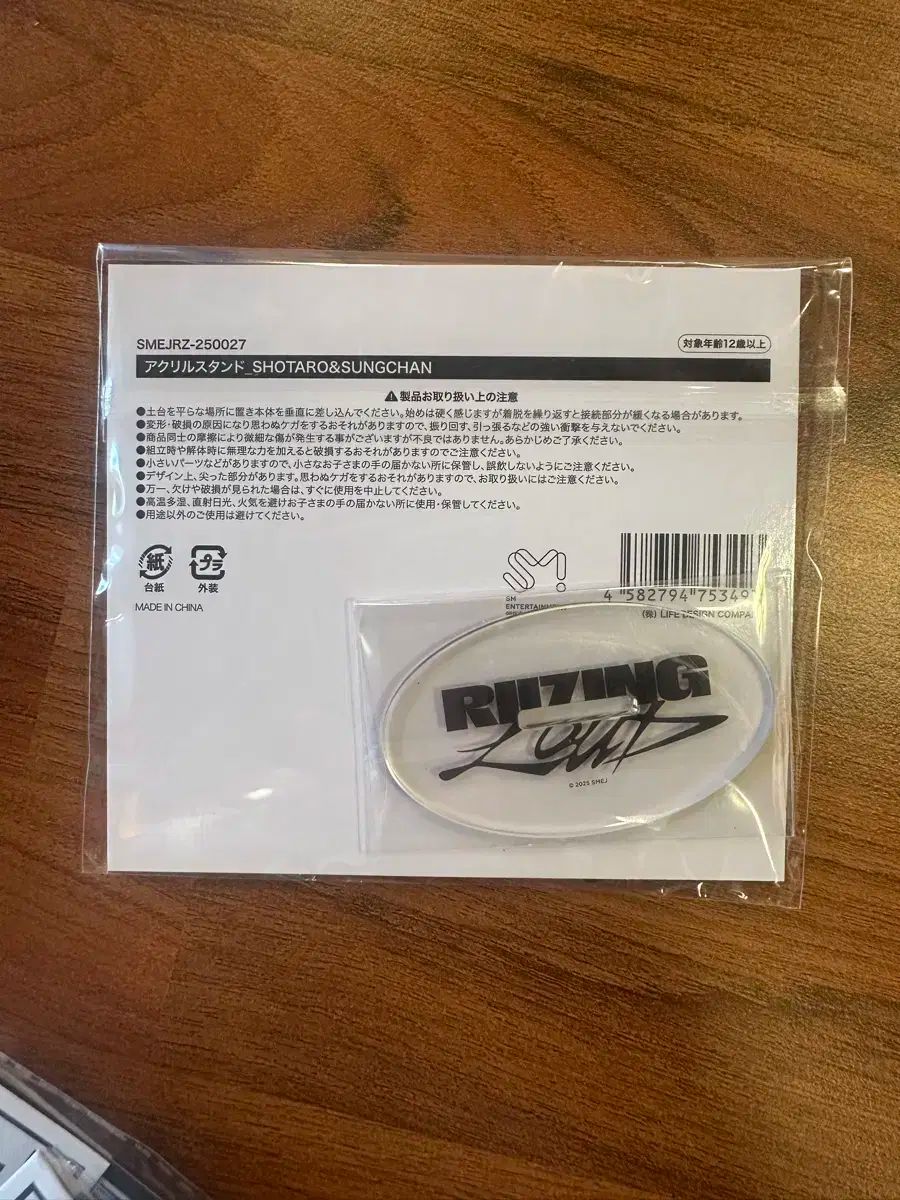 SMEJRZ-250027
対象年齢12歳以上
アクリルスタンド_SHOTARO&SUNGCHAN
製品お取り扱い上の注意
●土台を平らな場所に置き本体を垂直に差し込んでください。始めは硬く感じますが着脱を繰り返すと接続部分が緩くなる場合があります。
●変形・破損の原因になり思わぬケガをするおそれがありますので、振り回す、引っ張るなどの強い衝撃を与えないでください。
●商品同士の摩擦により微細な傷が発生する事がございますが不良ではありません。あらかじめご了承ください。
●組立時や解体時に無理な力を加えると破損するおそれがありますのでご注意ください。
●小さいパーツなどがありますので、小さなお子さまの手の届かない所に保管し、誤飲しないようにご注意ください。
●デザイン上、尖った部分があります。思わぬケガをするおそれがありますので、お取り扱いにはご注意ください。
●万一、欠けや破損が見られた場合は、すぐに使用を中止してください。
●高温多湿、直射日光、火気を避けお子さまの手の届かない所に使用・保管してください。
●用途以外のご使用は避けてください。
紙
台紙
プラ
外装
MADE IN CHINA
SM
SM
ENTERTAINMENT
4 582794 75349
(株) LIFE DESIGN COMPA
RIIZING
LOUD
© 2025 SMEJ